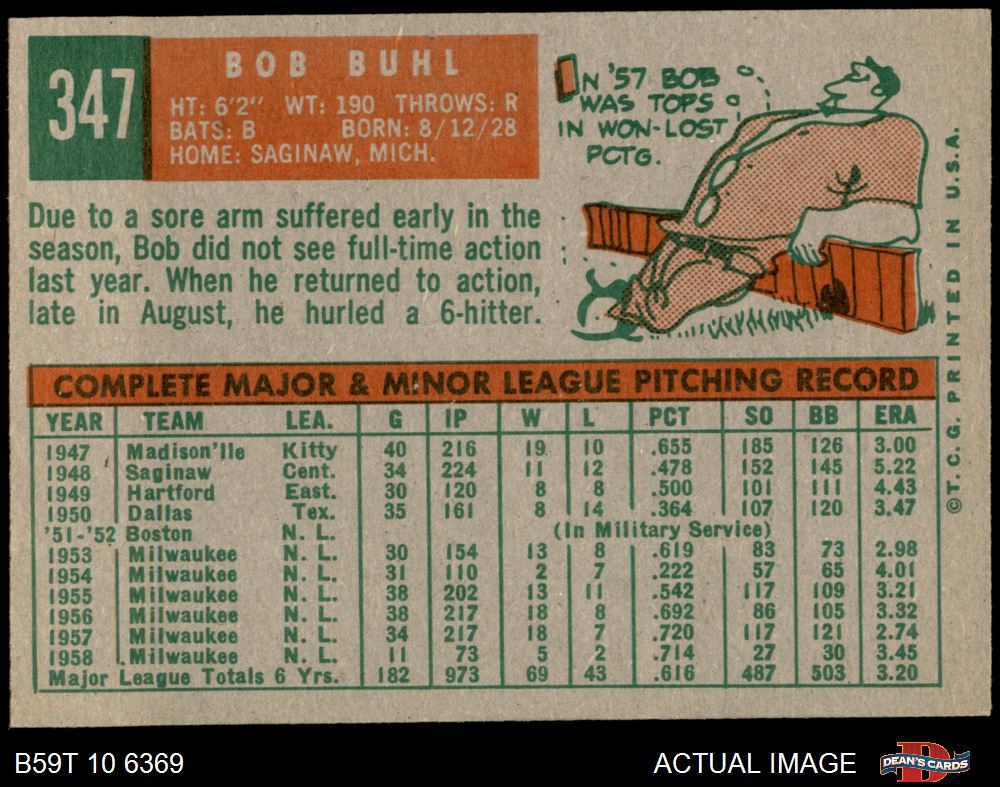 347
BOB BUHL
HT: 6'2" WT: 190 THROWS: R
BATS: B BORN: 8/12/28
HOME: SAGINAW, MICH.
IN '57 BOB
WAS TOPS
IN WON-LOST
PCTG.
Due to a sore arm suffered early in the
season, Bob did not see full-time action
last year. When he returned to action,
late in August, he hurled a 6-hitter.
COMPLETE MAJOR & MINOR LEAGUE PITCHING RECORD
YEAR TEAM LEA. G IP W L PCT SO BB ERA
1947 Madison'lle Kitty 40 216 19 10 .655 185 126 3.00
1948 Saginaw Cent. 34 224 11 12 .478 152 145 5.22
1949 Hartford East. 30 120 8 8 .500 101 111 4.43
1950 Dallas Tex. 35 161 8 14 .364 107 120 3.47
'51-'52 Boston N. L. (In Military Service)
1953 Milwaukee N. L. 30 154 13 8 .619 83 73 2.98
1954 Milwaukee N. L. 31 110 2 7 .222 57 65 4.01
1955 Milwaukee N. L. 38 202 13 11 .542 117 109 3.21
1956 Milwaukee N. L. 38 217 18 8 .692 86 105 3.32
1957 Milwaukee N. L. 34 217 18 7 .720 117 121 2.74
1958 Milwaukee N. L. 11 73 5 2 .714 27 30 3.45
Major League Totals 6 Yrs. 182 973 69 43 .616 487 503 3.20
©T.C.G. PRINTED IN U.S.A.
B59T 10 6369
ACTUAL IMAGE
DEAN'S CARDS